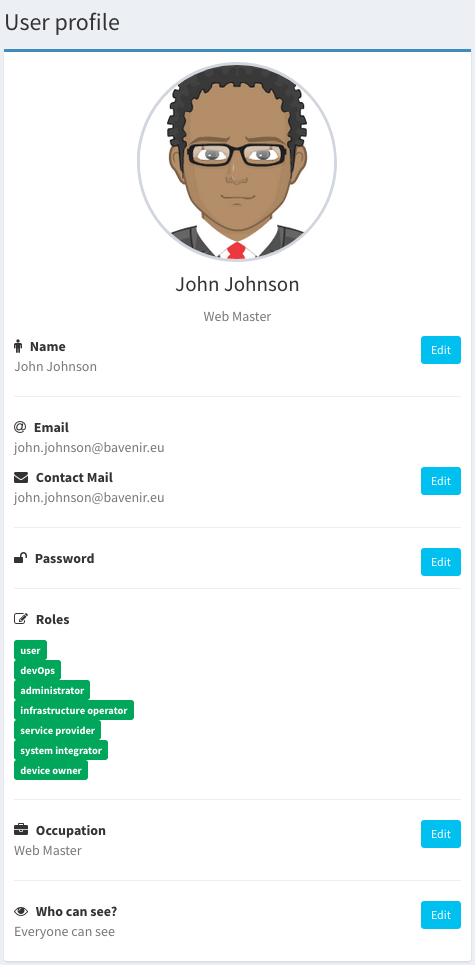 User profile
John Johnson
Web Master
Name
Edit
John Johnson
Email
john.johnson@bavenir.eu
Contact Mail
Edit
john.johnson@bavenir.eu
Password
Edit
Roles
user
devOps
administrator
infrastructure operator
service provider
system integrator
device owner
Occupation
Edit
Web Master
Who can see?
Edit
Everyone can see